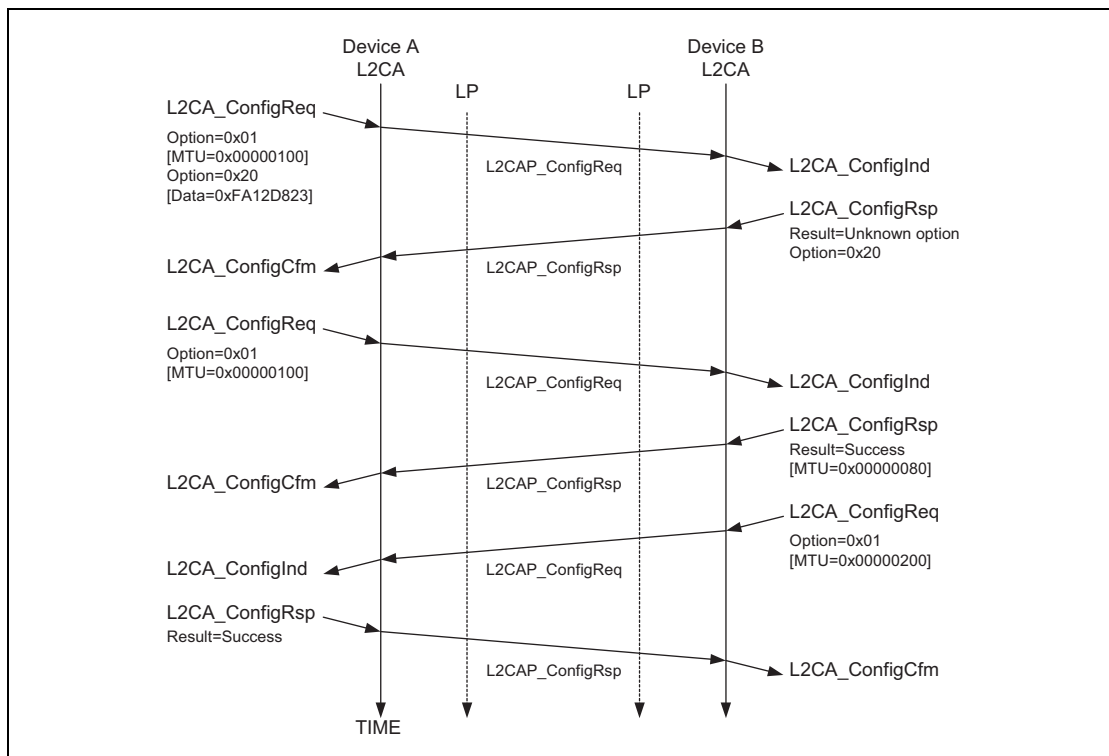 Device A
L2CA
Device B
L2CA
LP
LP
L2CA_ConfigReq
Option=0x01
[MTU=0x00000100]
Option=0x20
[Data=0xFA12D823]
L2CAP_ConfigReq
L2CA_ConfigInd
L2CA_ConfigRsp
Result=Unknown option
Option=0x20
L2CAP_ConfigRsp
L2CA_ConfigCfm
L2CA_ConfigReq
Option=0x01
[MTU=0x00000100]
L2CAP_ConfigReq
L2CA_ConfigInd
L2CA_ConfigRsp
Result=Success
[MTU=0x00000080]
L2CAP_ConfigRsp
L2CA_ConfigCfm
L2CA_ConfigReq
Option=0x01
[MTU=0x00000200]
L2CAP_ConfigReq
L2CA_ConfigInd
L2CA_ConfigRsp
Result=Success
L2CAP_ConfigRsp
L2CA_ConfigCfm
TIME